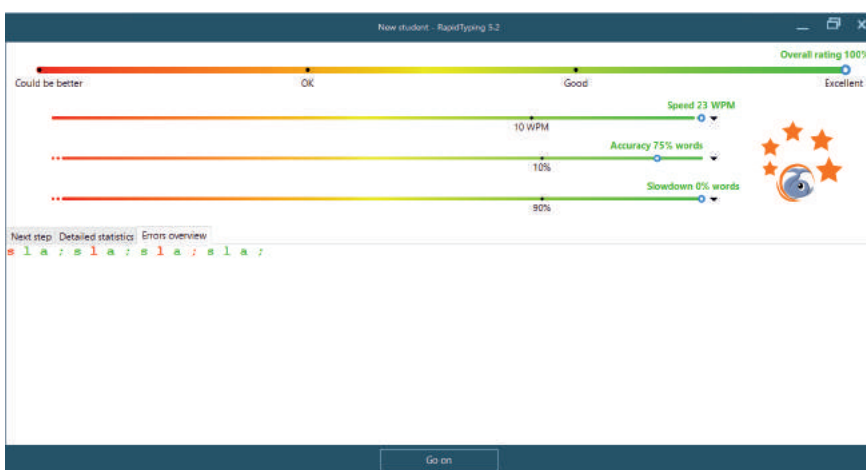 New student - RapidTyping 5.2
Overall rating 100%
Could be better OK Good Excellent
Speed 23 WPM
10 WPM
Accuracy 75% words
10%
Slowdown 0% words
90%
Next step Detailed statistics Errors overview
s l a ; s l a ; s l a ; s l a ;
Go on